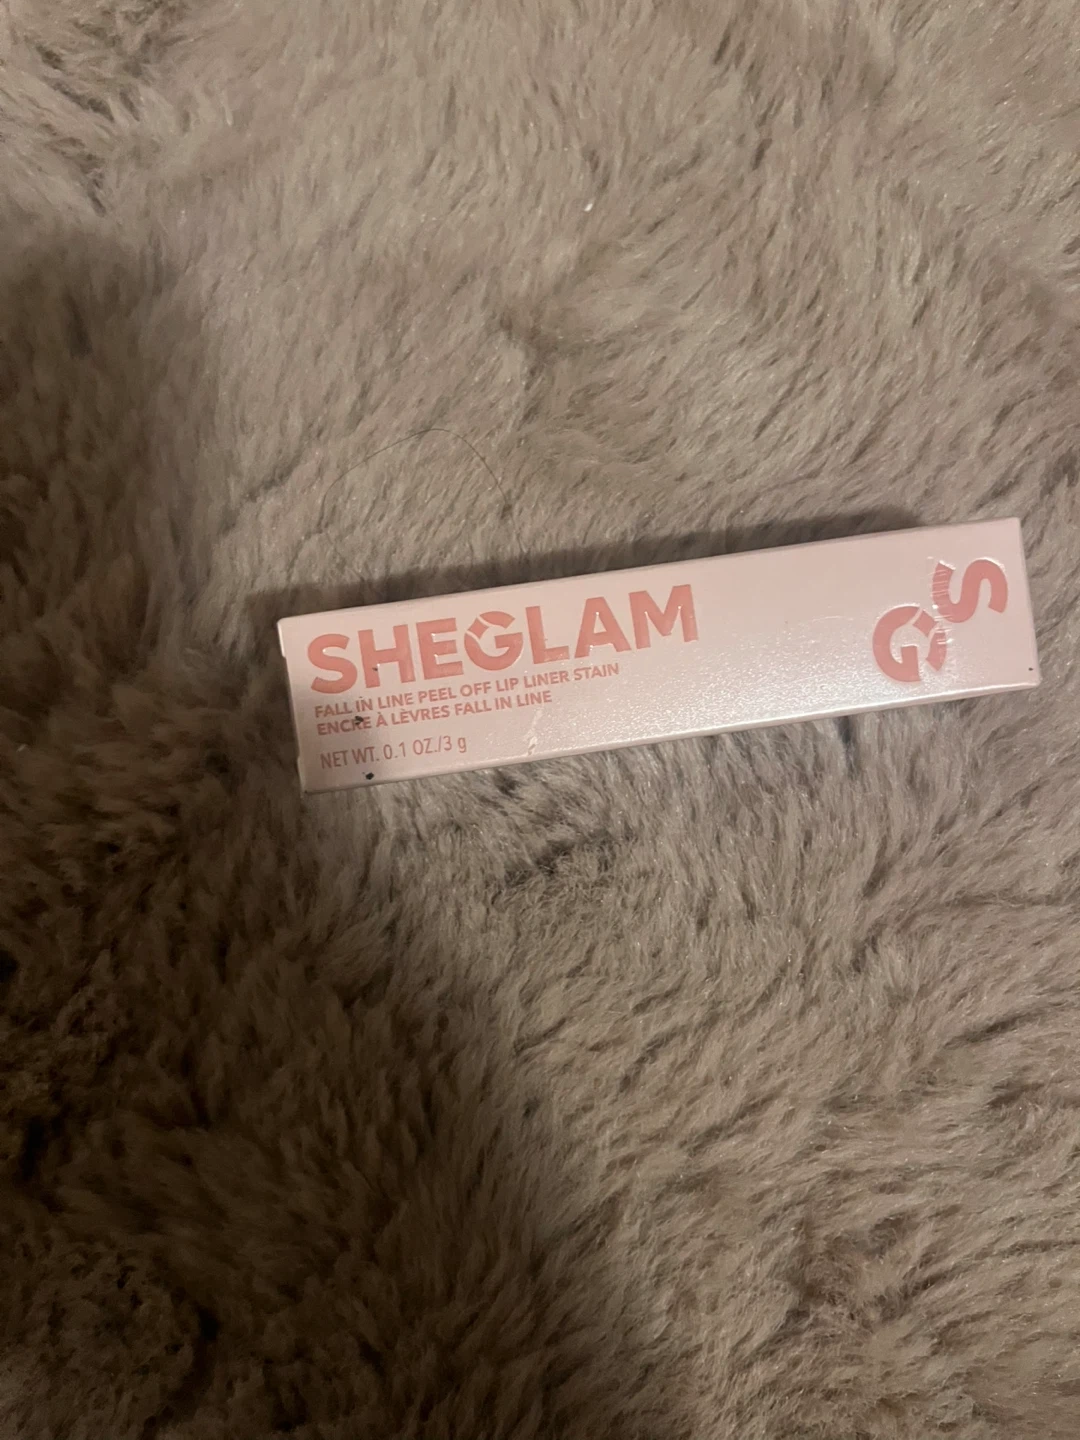 SHEGLAM
FALL IN LINE PEEL OFF LIP LINER STAIN
ENCRE À LÈVRES FALL IN LINE
NET WT. 0.1 OZ./3 g
SG